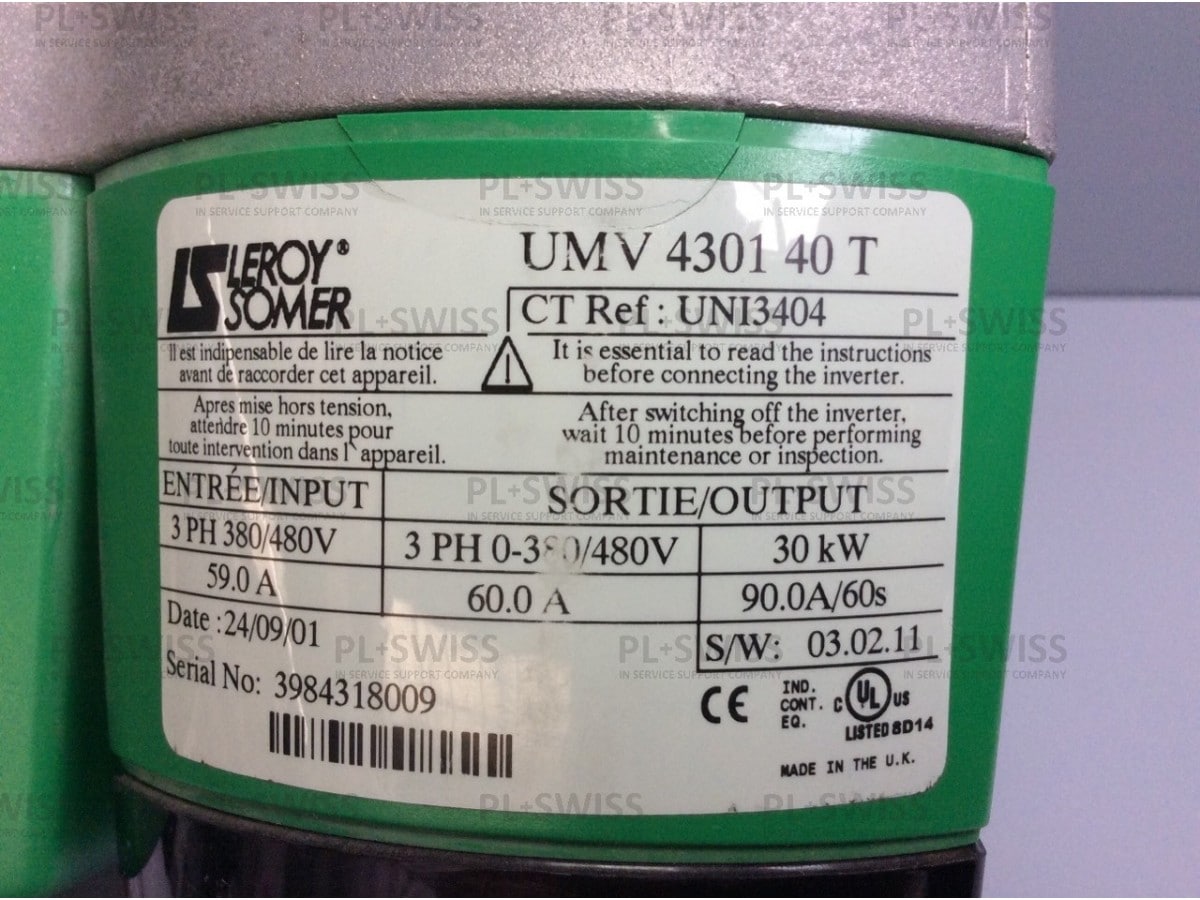 LEROY®
SOMER
UMV 4301 40 T
CT Ref : UNI3404
Il est indipensable de lire la notice
avant de raccorder cet appareil.
It is essential to read the instructions
before connecting the inverter.
Apres mise hors tension,
attendre 10 minutes pour
toute intervention dans l'appareil.
After switching off the inverter,
wait 10 minutes before performing
maintenance or inspection.
ENTRÉE/INPUT
SORTIE/OUTPUT
3 PH 380/480V
3 PH 0-380/480V
30 kW
59.0 A
60.0 A
90.0A/60s
Date : 24/09/01
S/W: 03.02.11
Serial No: 3984318009
CE
IND.
CONT.
EQ.
C UL US
LISTED 8D14
MADE IN THE U.K.
PL+SWISS
IN SERVICE SUPPORT COMPANY